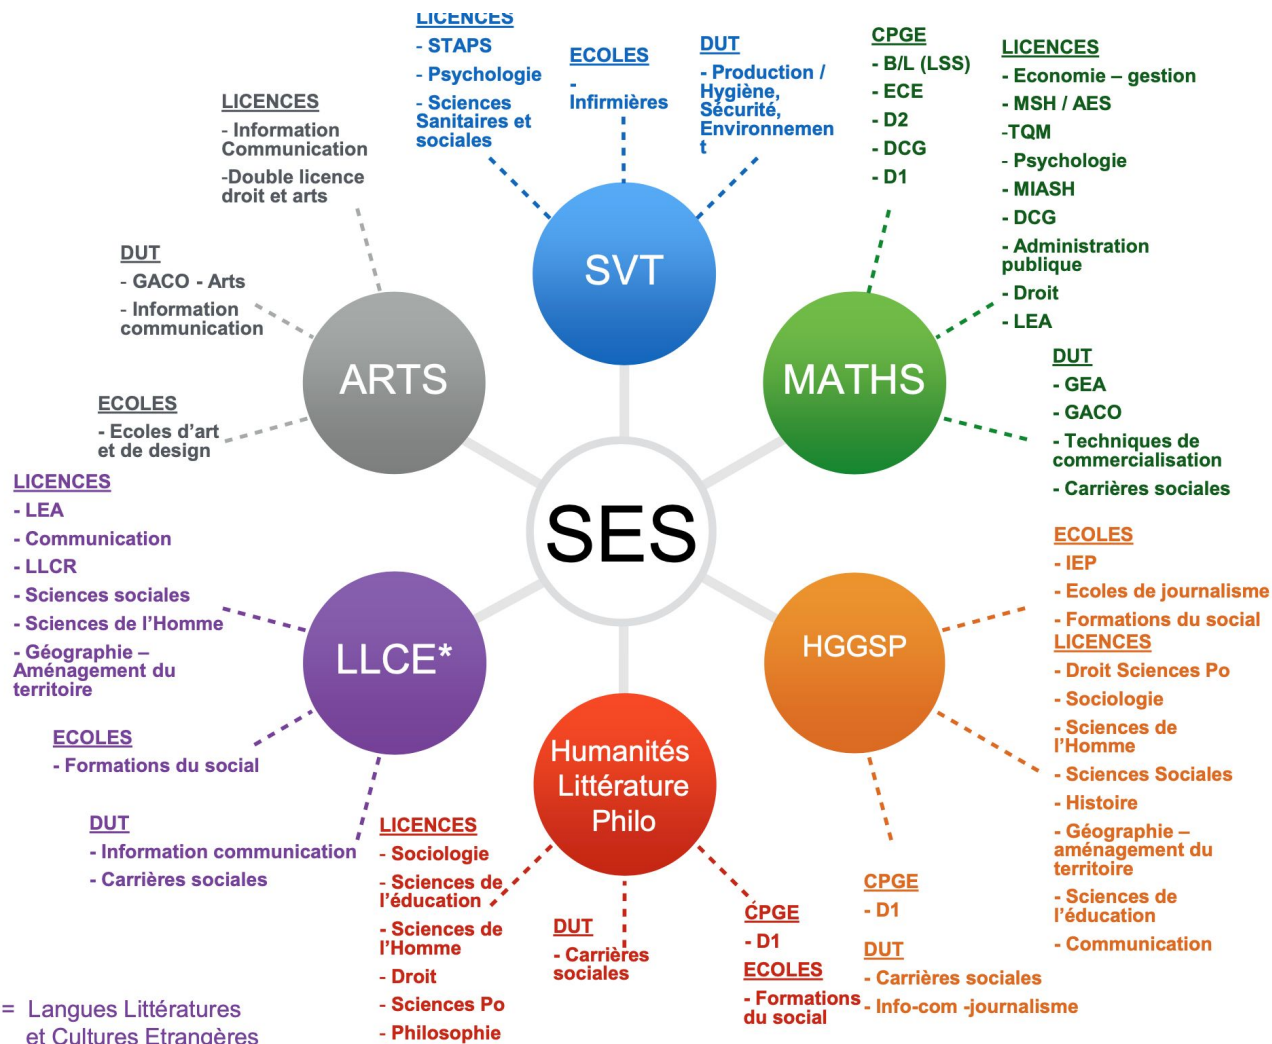 LICENCES
- STAPS
- Psychologie
- Sciences
Sanitaires et
sociales
ECOLES
-
Infirmières
DUT
- Production /
Hygiène,
Sécurité,
Environnemen
t
CPGE
- B/L (LSS)
- ECE
- D2
- DCG
- D1
LICENCES
- Economie – gestion
- MSH / AES
-TQM
- Psychologie
- MIASH
- DCG
- Administration
publique
- Droit
- LEA
LICENCES
- Information
Communication
-Double licence
droit et arts
DUT
- GACO - Arts
- Information
communication
ECOLES
- Ecoles d’art
et de design
SVT
ARTS
MATHS
DUT
- GEA
- GACO
- Techniques de
commercialisation
- Carrières sociales
SES
LICENCES
- LEA
- Communication
- LLCR
- Sciences sociales
- Sciences de l’Homme
- Géographie –
Aménagement du
territoire
ECOLES
- Formations du social
DUT
- Information communication
- Carrières sociales
LLCE*
HGGSP
ECOLES
- IEP
- Ecoles de journalisme
- Formations du social
LICENCES
- Droit Sciences Po
- Sociologie
- Sciences de
l’Homme
- Sciences Sociales
- Histoire
- Géographie –
aménagement du
territoire
- Sciences de
l’éducation
- Communication
Humanités
Littérature
Philo
LICENCES
- Sociologie
- Sciences de
l’éducation
- Sciences de
l’Homme
- Droit
- Sciences Po
- Philosophie
DUT
- Carrières
sociales
CPGE
- D1
ECOLES
- Formations
du social
CPGE
- D1
DUT
- Carrières sociales
- Info-com -journalisme
= Langues Littératures
et Cultures Etrangères